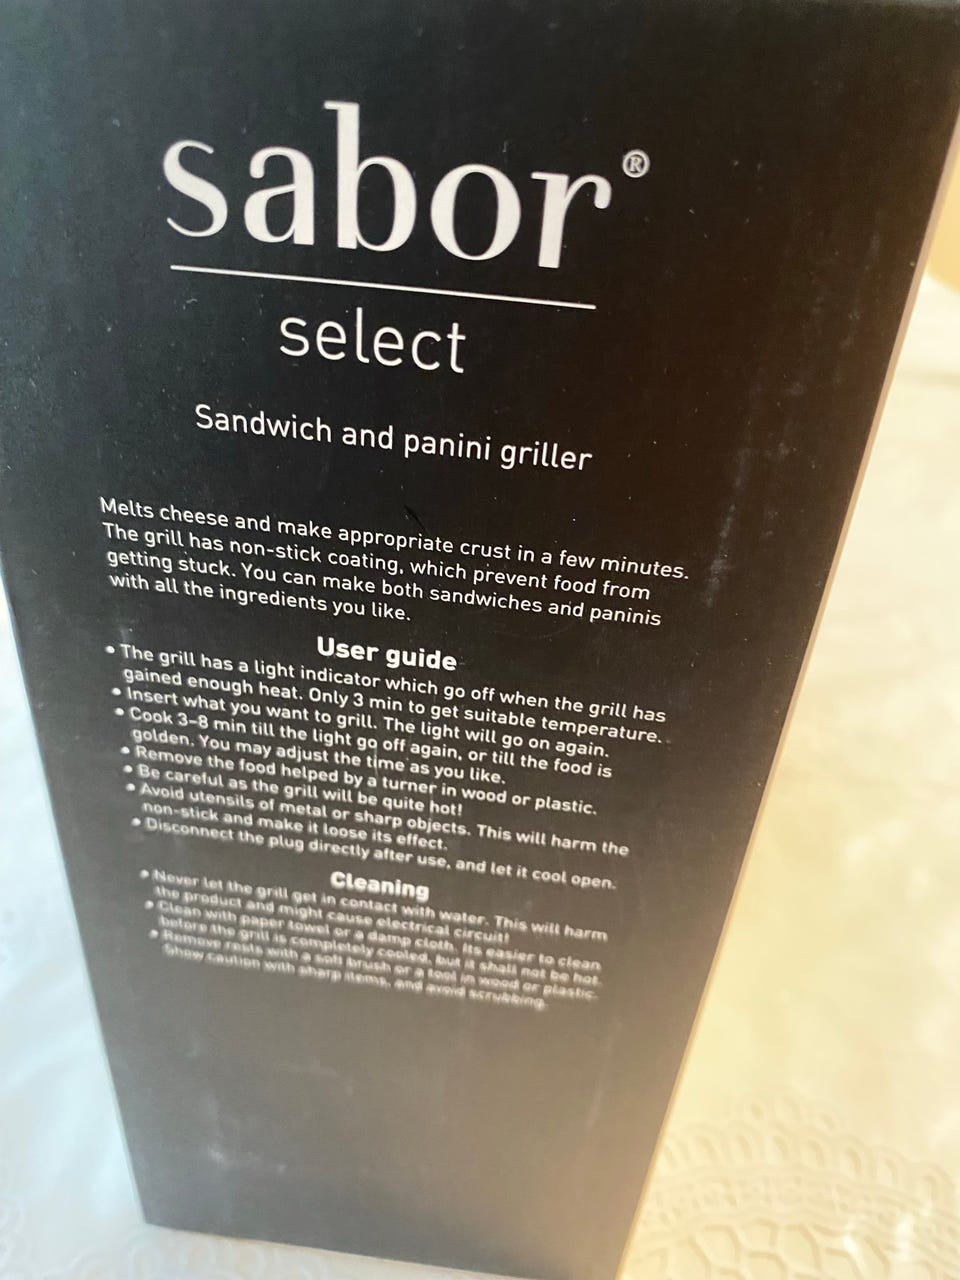 sabor®
select
Sandwich and panini griller
Melts cheese and make appropriate crust in a few minutes.
The grill has non-stick coating, which prevent food from
getting stuck. You can make both sandwiches and paninis
with all the ingredients you like.
User guide
• The grill has a light indicator which go off when the grill has
gained enough heat. Only 3 min to get suitable temperature.
• Insert what you want to grill. The light will go on again.
• Cook 3-8 min till the light go off again, or till the food is
golden. You may adjust the time as you like.
• Remove the food helped by a turner in wood or plastic.
• Be careful as the grill will be quite hot!
• Avoid utensils of metal or sharp objects. This will harm the
non-stick and make it loose its effect.
• Disconnect the plug directly after use, and let it cool open.
Cleaning
• Never let the grill get in contact with water. This will harm
the product and might cause electrical circuit!
• Clean with paper towel or a damp cloth. Its easier to clean
before the grill is completely cooled, but it shall not be hot.
• Remove rests with a soft brush or a tool in wood or plastic.
Show caution with sharp items, and avoid scrubbing.